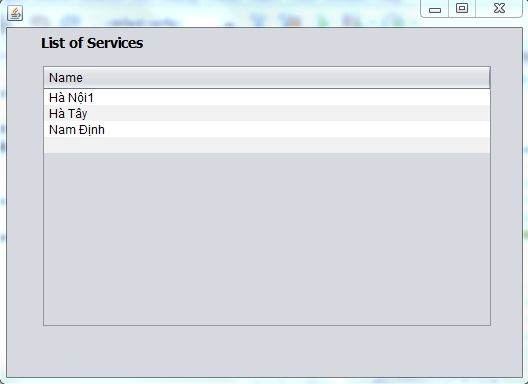 List of Services
Name
Hà Nội1
Hà Tây
Nam Định